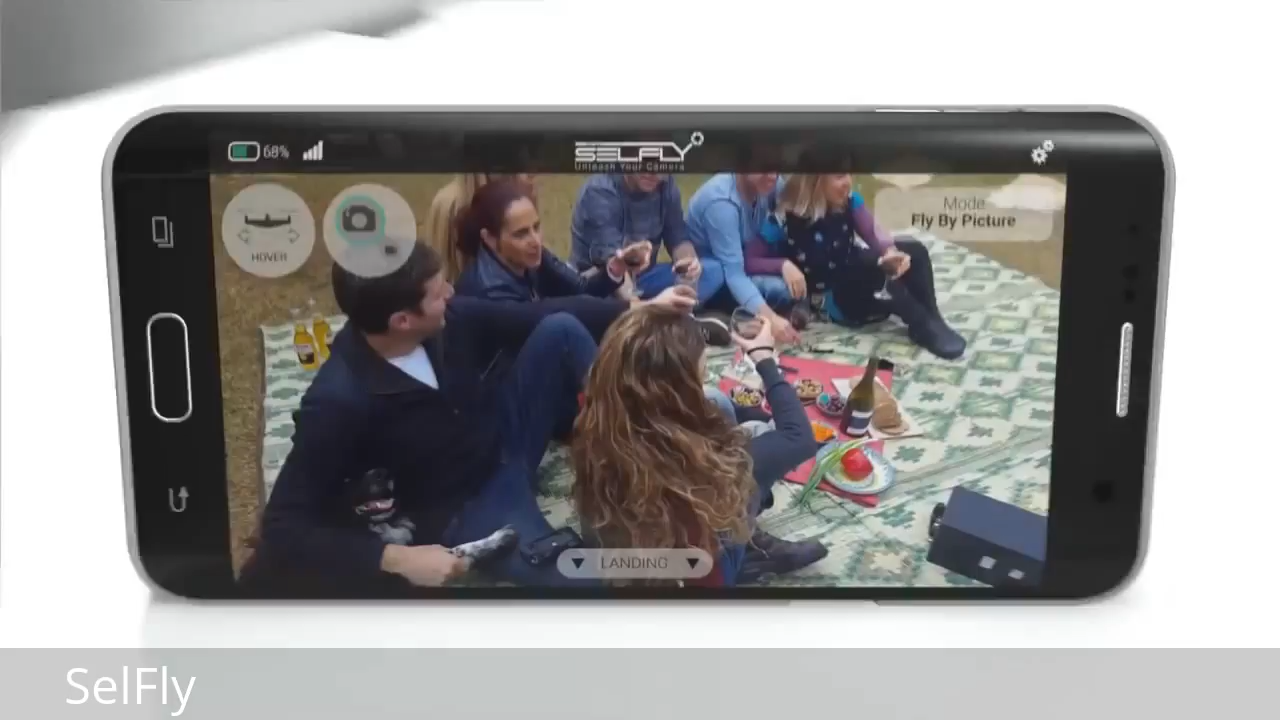 68%
SELFLY
Unleash Your Camera
HOVER
Mode
Fly By Picture
LANDING
SelFly